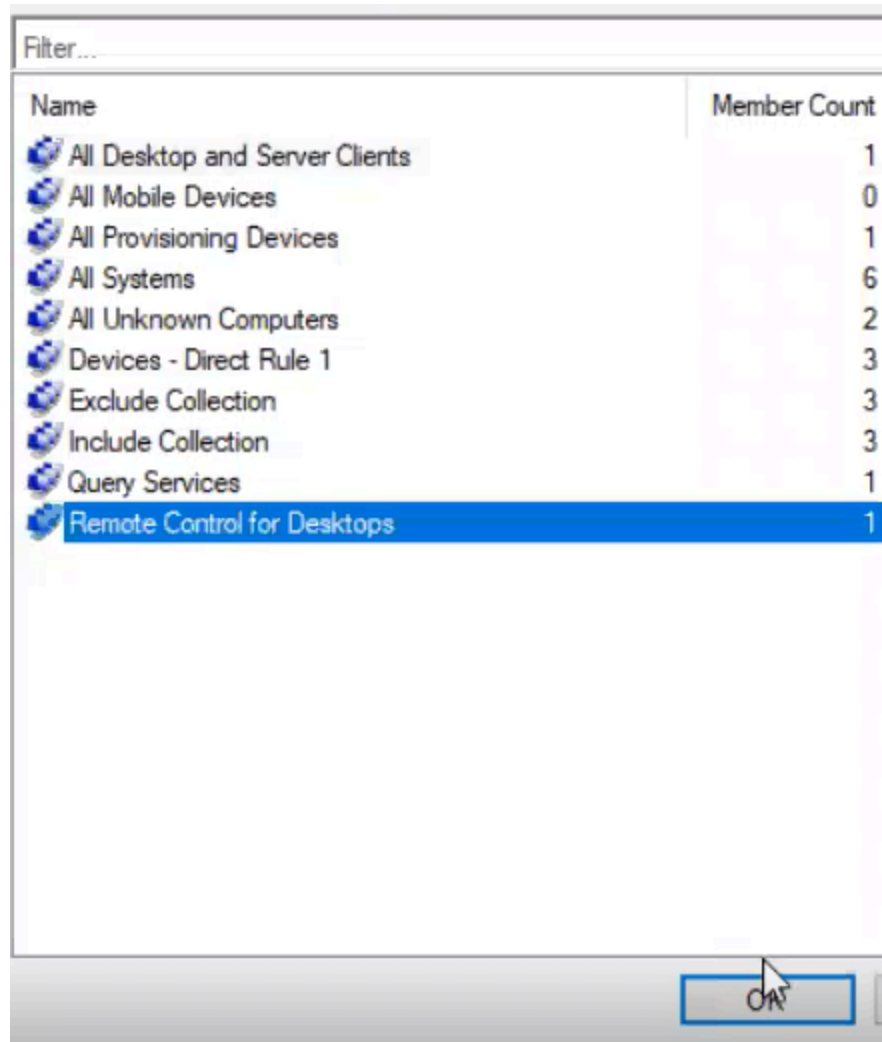 Filter...
Name Member Count
All Desktop and Server Clients 1
All Mobile Devices 0
All Provisioning Devices 1
All Systems 6
All Unknown Computers 2
Devices - Direct Rule 1 3
Exclude Collection 3
Include Collection 3
Query Services 1
Remote Control for Desktops 1
OK